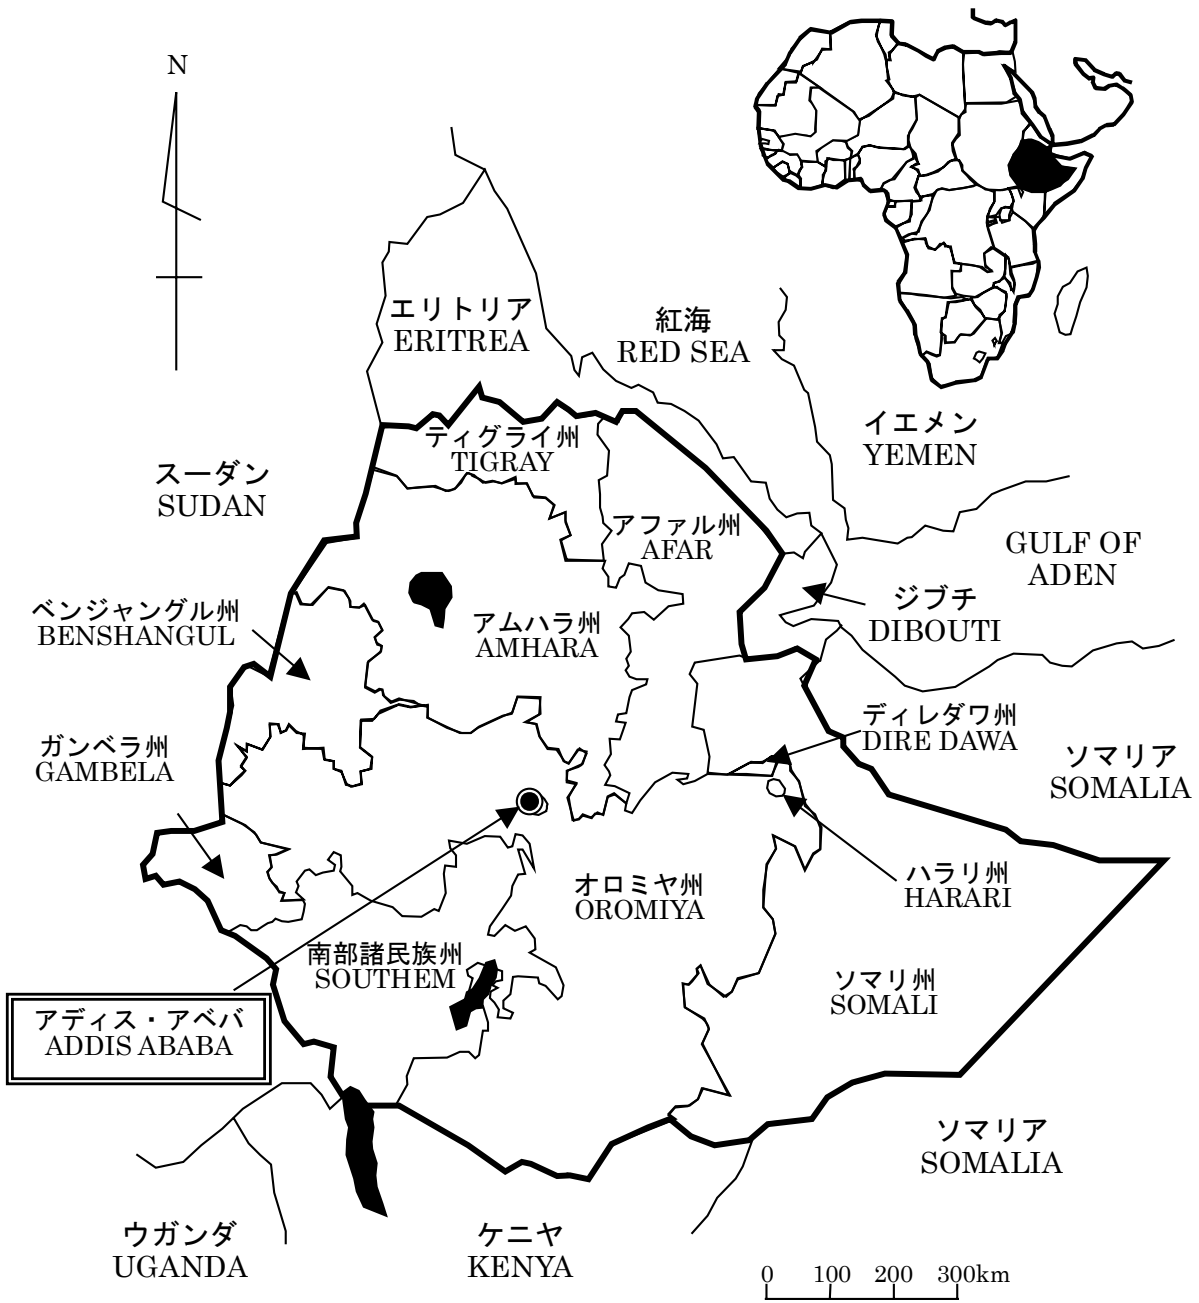 N
エリトリア
ERITREA
紅海
RED SEA
イエメン
YEMEN
ティグライ州
TIGRAY
スーダン
SUDAN
アファル州
AFAR
GULF OF
ADEN
ジブチ
DIBOUTI
ベンジャングル州
BENSHANGUL
アムハラ州
AMHARA
ディレダワ州
DIRE DAWA
ガンベラ州
GAMBELA
ソマリア
SOMALIA
オロミヤ州
OROMIYA
ハラリ州
HARARI
南部諸民族州
SOUTHEM
ソマリ州
SOMALI
アディス・アベバ
ADDIS ABABA
ソマリア
SOMALIA
ウガンダ
UGANDA
ケニヤ
KENYA
0 100 200 300km